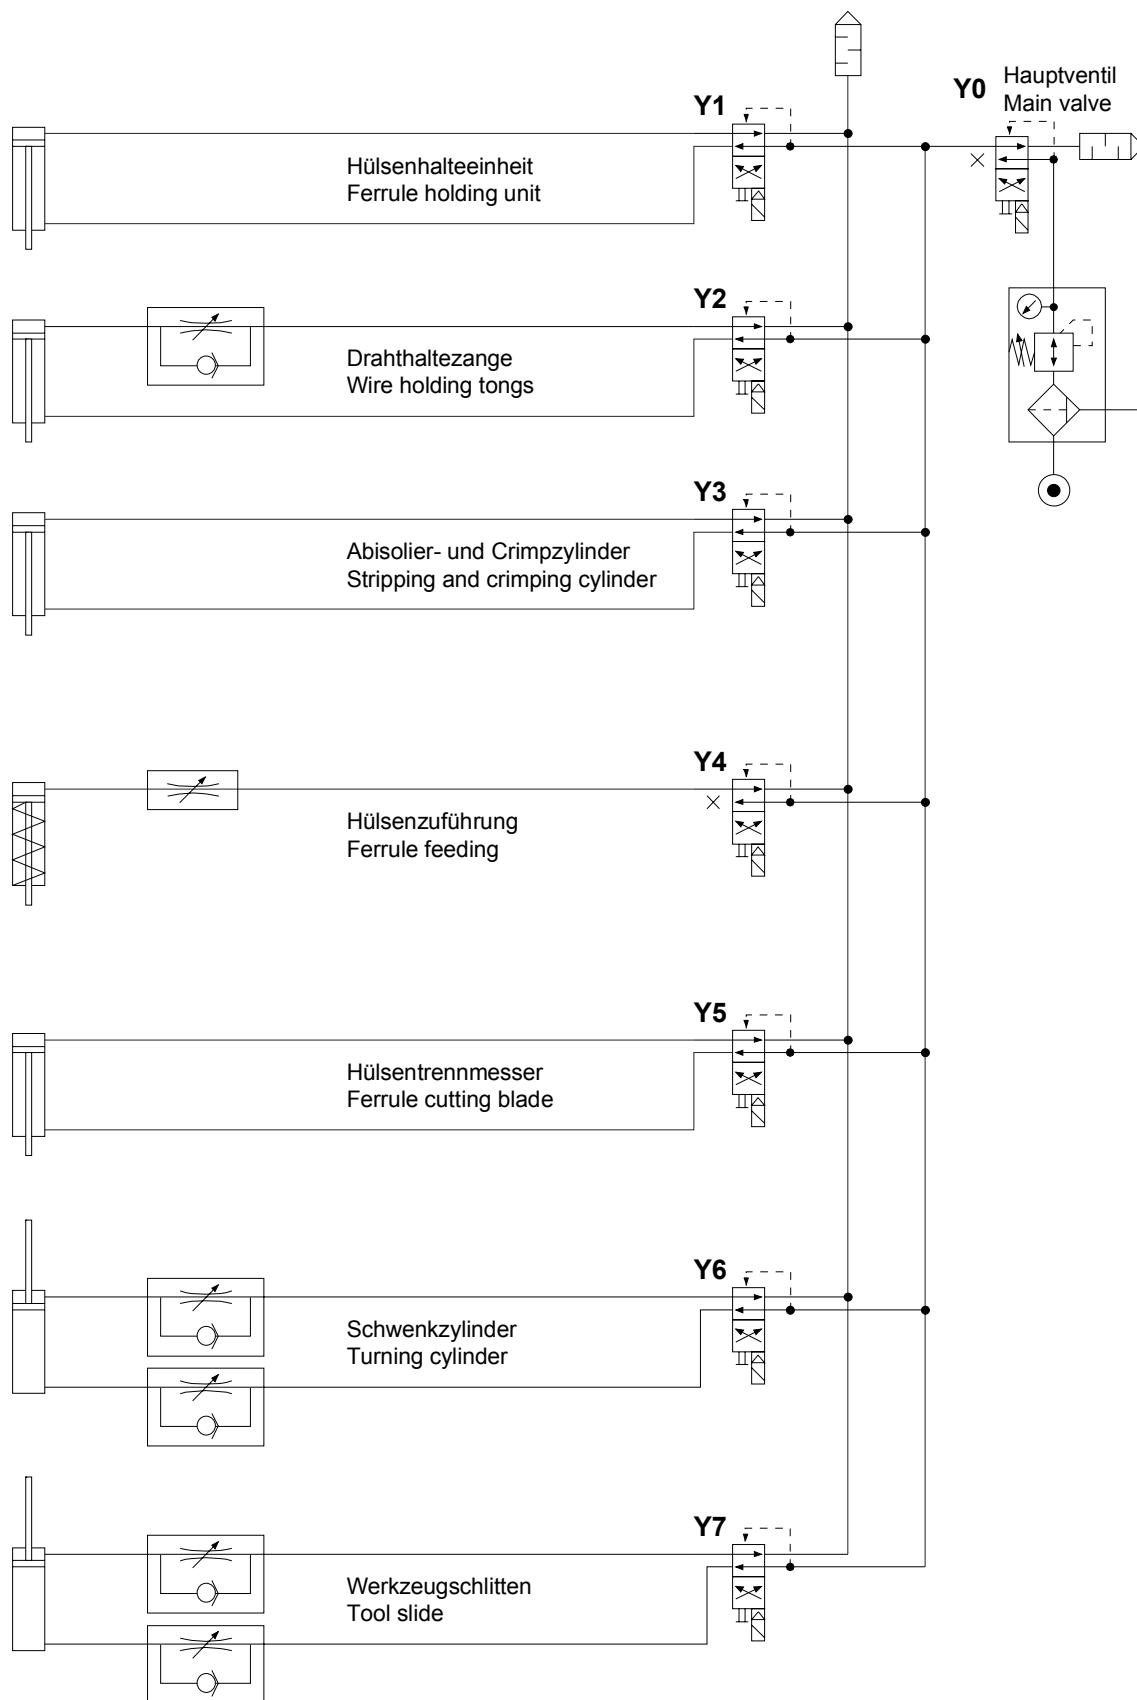 Y0
Hauptventil
Main valve
Y1
Hülsenhalteeinheit
Ferrule holding unit
Y2
Drahthaltezange
Wire holding tongs
Y3
Abisolier- und Crimpzylinder
Stripping and crimping cylinder
Y4
Hülsenzuführung
Ferrule feeding
Y5
Hülsentrennmesser
Ferrule cutting blade
Y6
Schwenkzylinder
Turning cylinder
Y7
Werkzeugschlitten
Tool slide